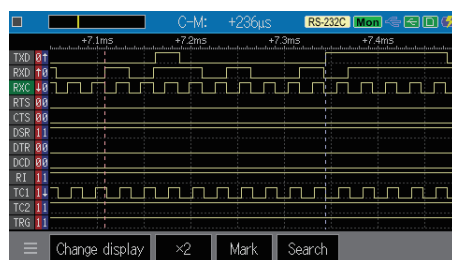 C-M: +236µs RS-232C Mon
+7.1ms +7.2ms +7.3ms +7.4ms
TXD 0↑
RXD ↑0
RXC ↓0
RTS 00
CTS 00
DSR 11
DTR 00
DCD 00
RI 11
TC1 1↓
TC2 11
TRG 11
Change display ×2 Mark Search